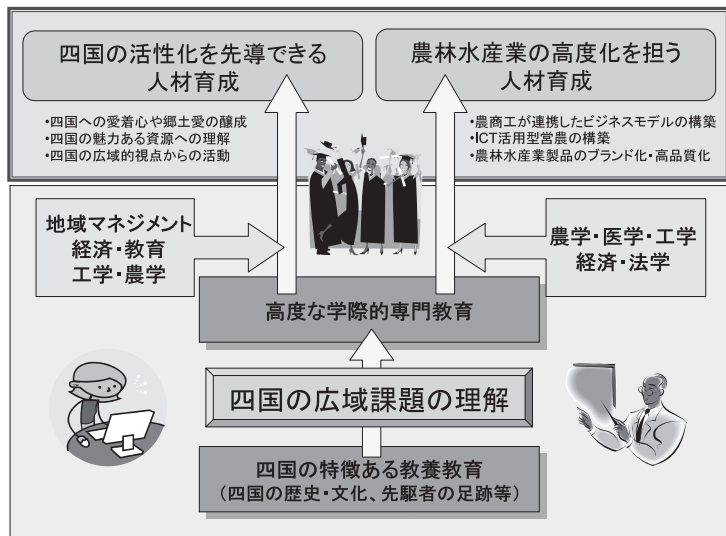 四国の活性化を先導できる
人材育成
農林水産業の高度化を担う
人材育成
・四国への愛着心や郷土愛の醸成
・四国の魅力ある資源への理解
・四国の広域的視点からの活動
・農商工が連携したビジネスモデルの構築
・ICT活用型営農の構築
・農林水産業製品のブランド化・高品質化
地域マネジメント
経済・教育
工学・農学
農学・医学・工学
経済・法学
高度な学際的専門教育
四国の広域課題の理解
四国の特徴ある教養教育
(四国の歴史・文化、先駆者の足跡等)